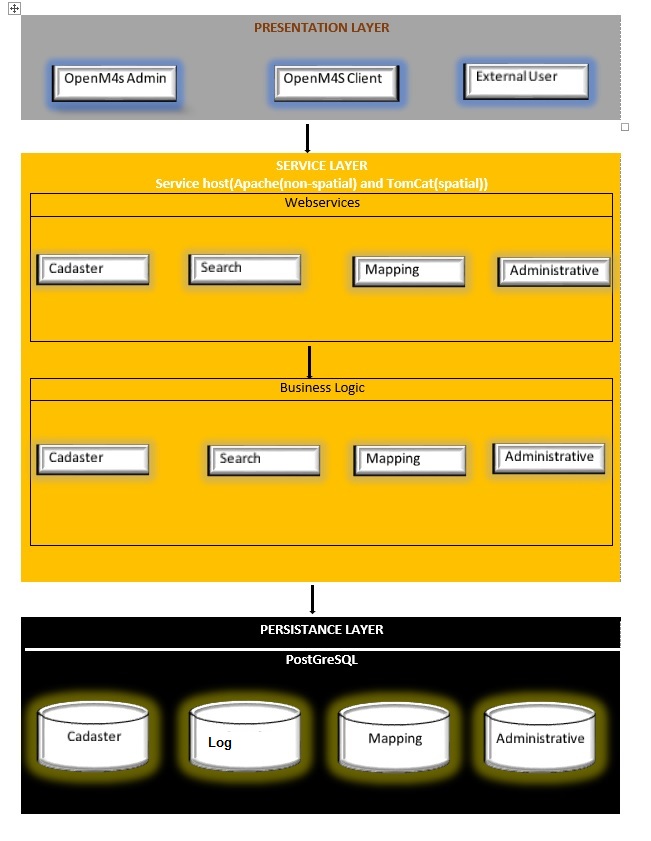 PRESENTATION LAYER
OpenM4s Admin
OpenM4S Client
External User
SERVICE LAYER
Service host(Apache(non-spatial) and TomCat(spatial))
Webservices
Cadaster
Search
Mapping
Administrative
Business Logic
Cadaster
Search
Mapping
Administrative
PERSISTANCE LAYER
PostGreSQL
Cadaster
Log
Mapping
Administrative